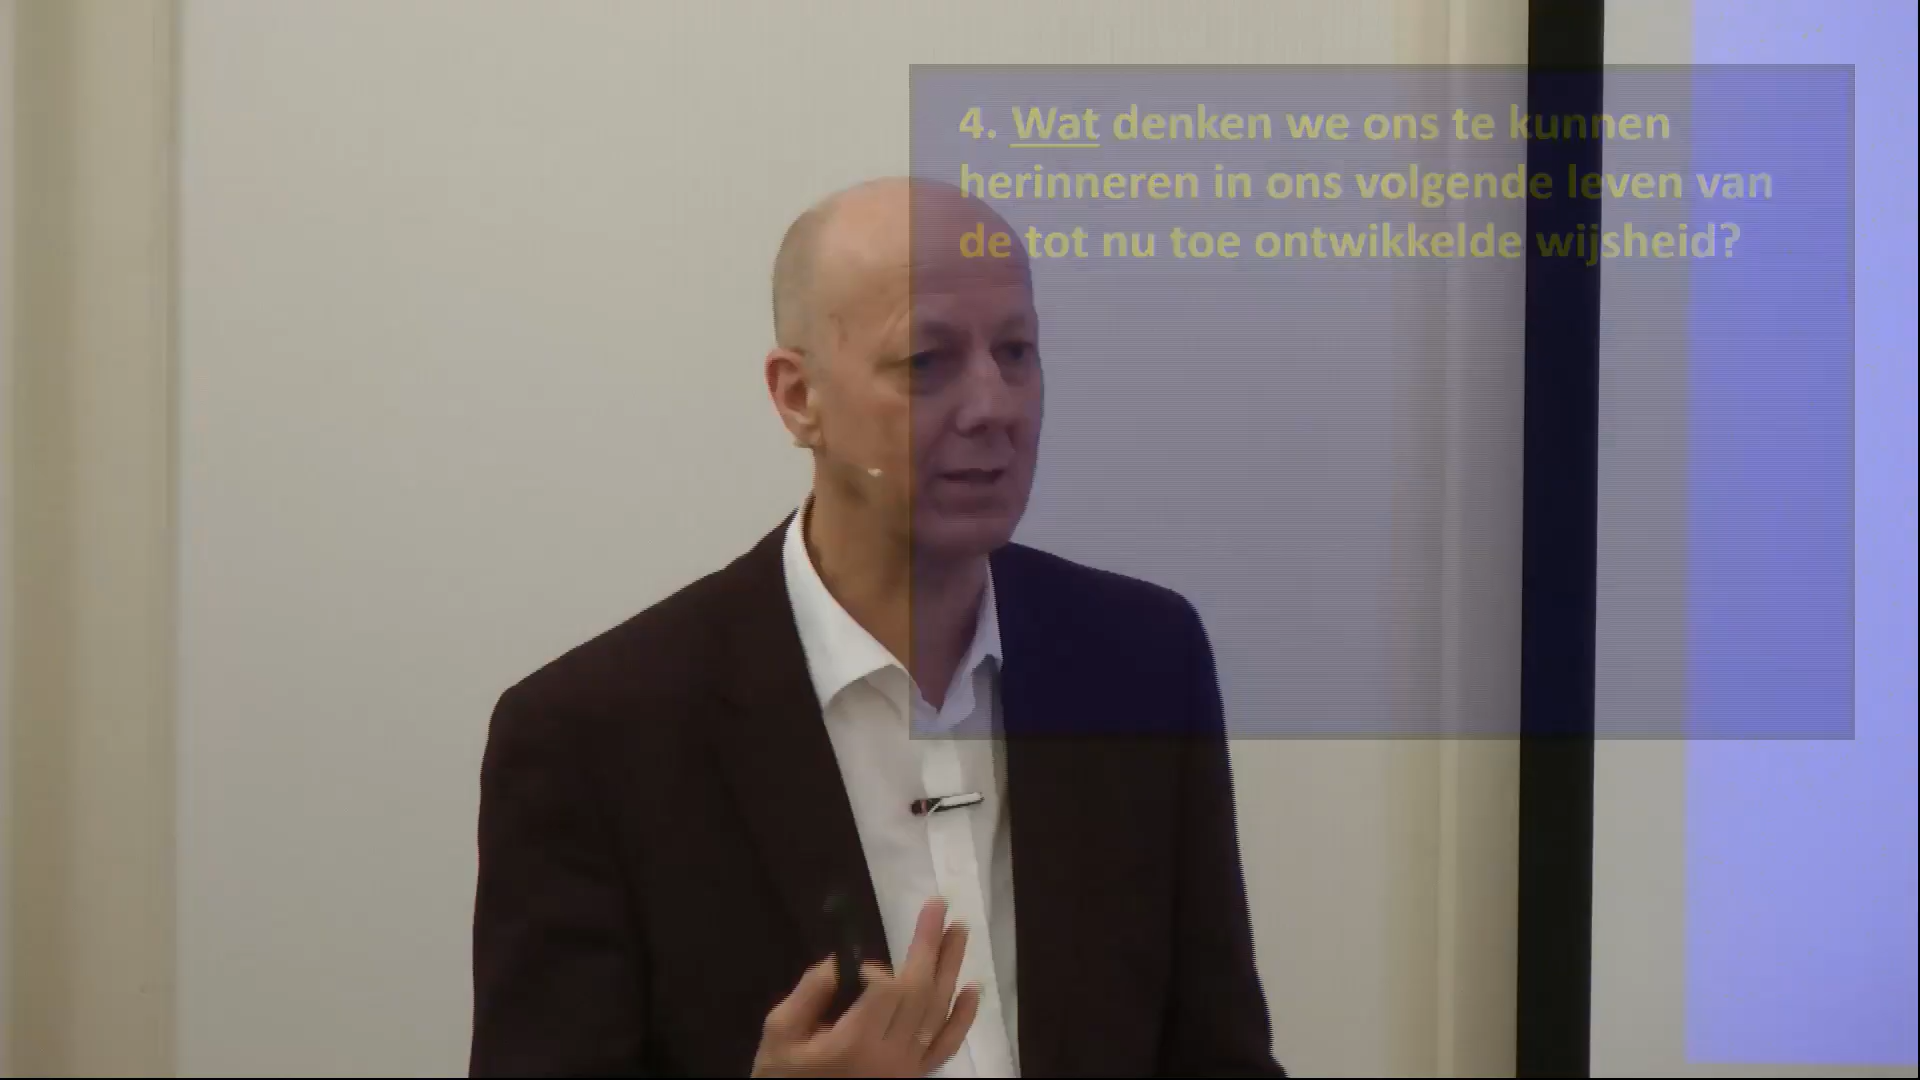 4. Wat denken we ons te kunnen
herinneren in ons volgende leven van
de tot nu toe ontwikkelde wijsheid?